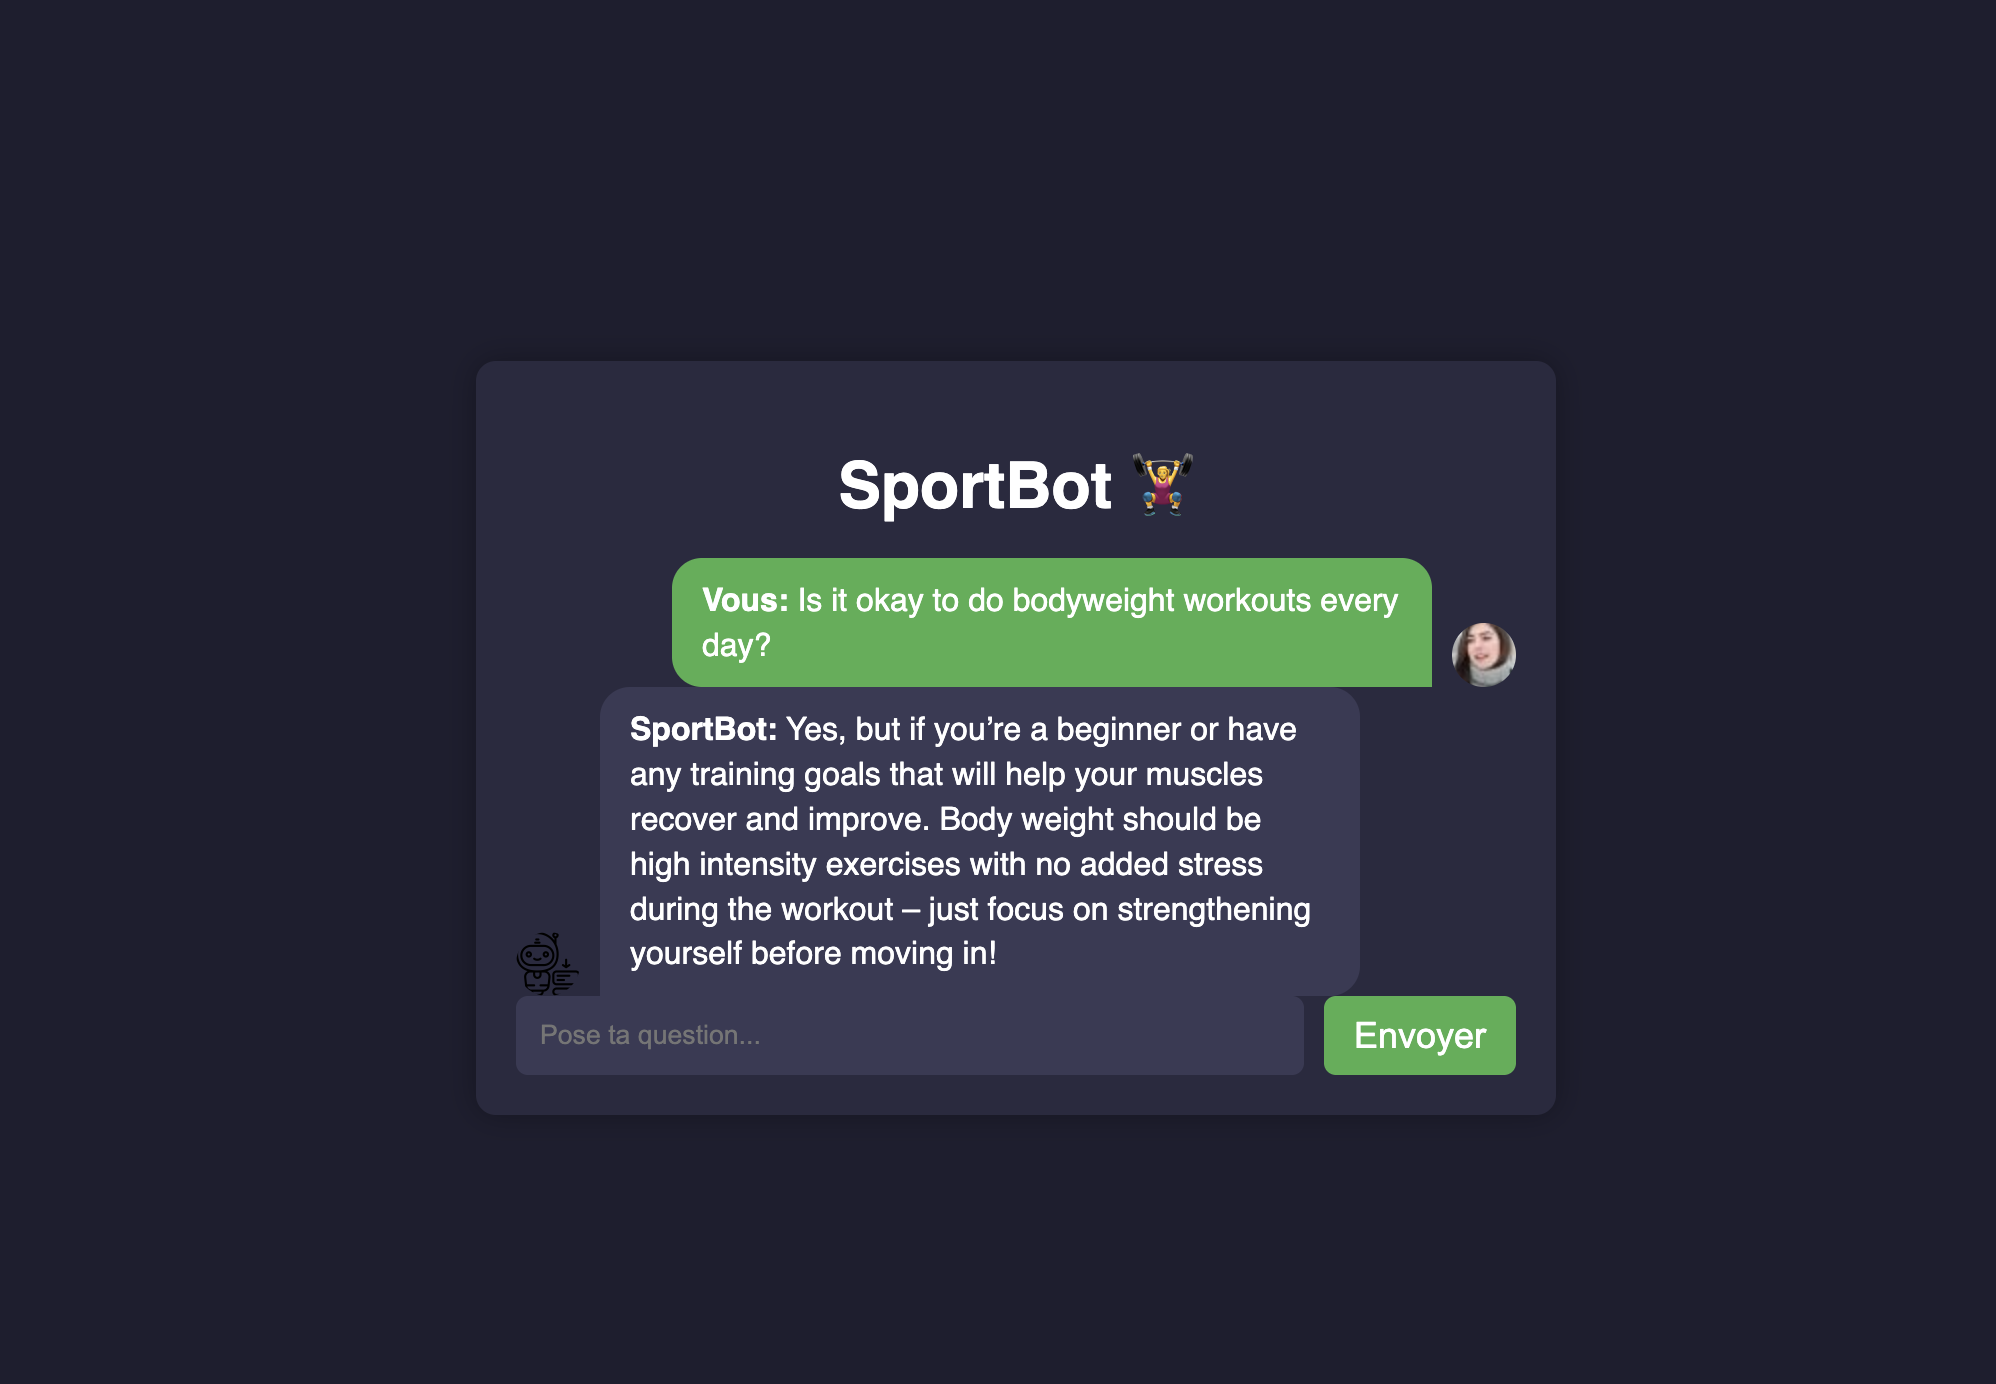 SportBot 🏋️
Vous: Is it okay to do bodyweight workouts every
day?
SportBot: Yes, but if you’re a beginner or have
any training goals that will help your muscles
recover and improve. Body weight should be
high intensity exercises with no added stress
during the workout – just focus on strengthening
yourself before moving in!
Pose ta question...
Envoyer